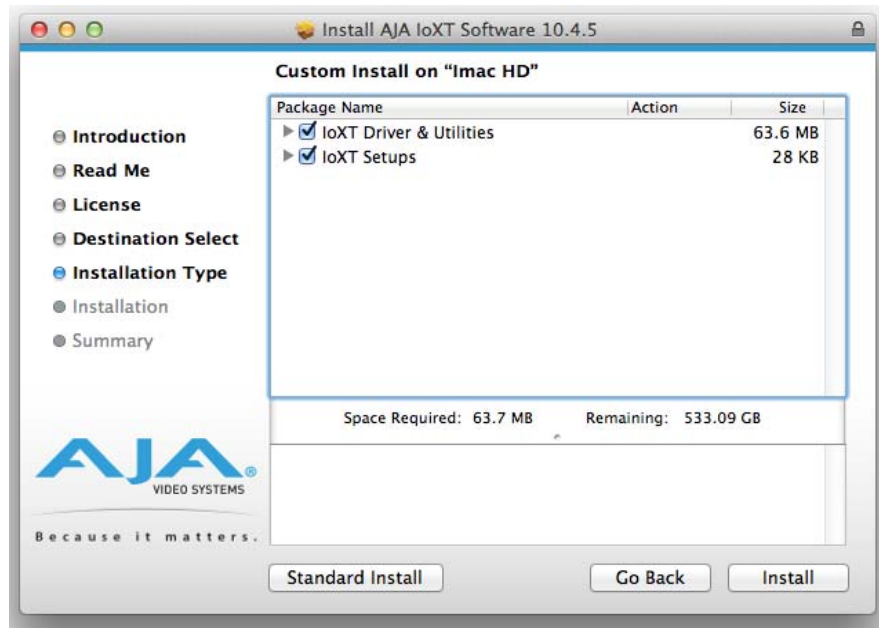 Install AJA IoXT Software 10.4.5
Custom Install on “Imac HD”
Introduction
Read Me
License
Destination Select
Installation Type
Installation
Summary
Package Name Action Size
IoXT Driver & Utilities 63.6 MB
IoXT Setups 28 KB
Space Required: 63.7 MB Remaining: 533.09 GB
AJA®
VIDEO SYSTEMS
Because it matters.
Standard Install Go Back Install